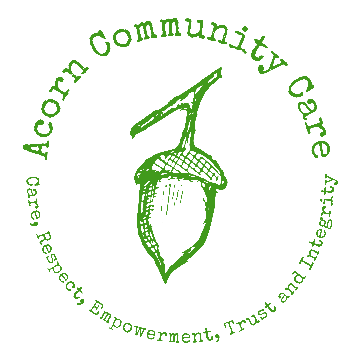 Acorn Community Care
Care, Respect, Empowerment, Trust and Integrity